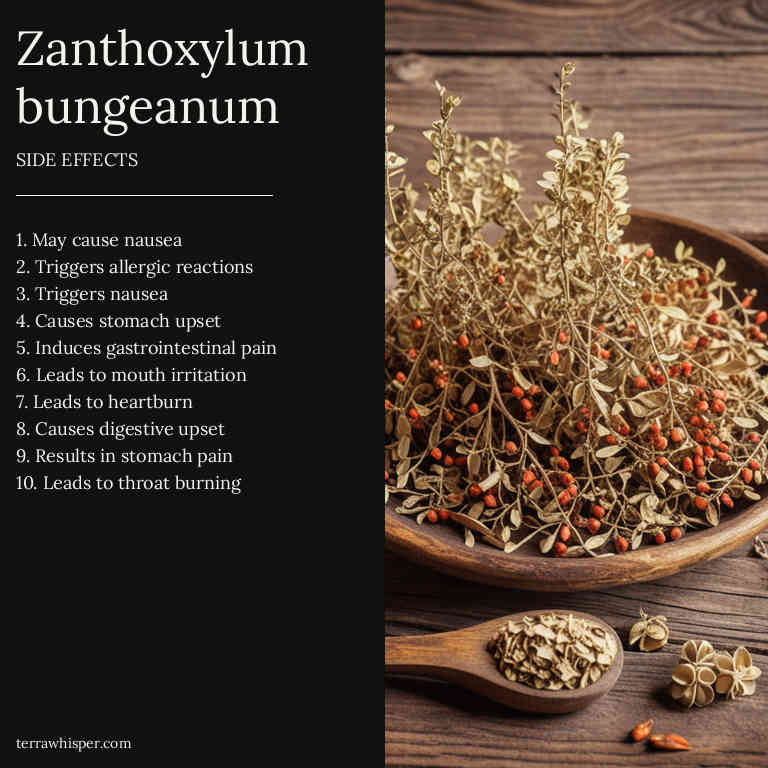 Zanthoxylum
bungeanum
SIDE EFFECTS
1. May cause nausea
2. Triggers allergic reactions
3. Triggers nausea
4. Causes stomach upset
5. Induces gastrointestinal pain
6. Leads to mouth irritation
7. Leads to heartburn
8. Causes digestive upset
9. Results in stomach pain
10. Leads to throat burning
terrawhisper.com